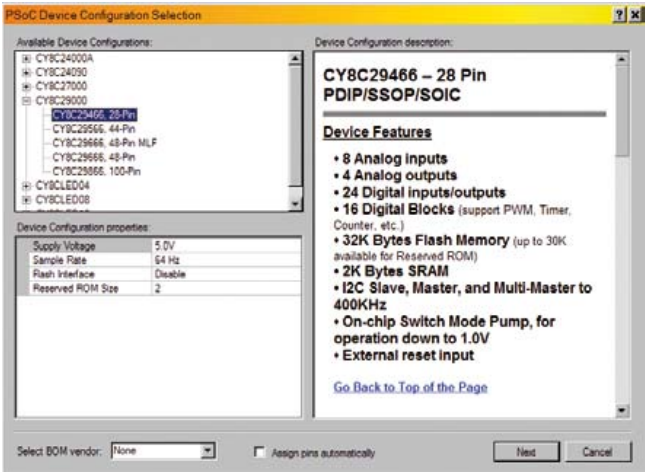 PSoC Device Configuration Selection
Available Device Configurations:
CY8C24000A
CY8C24090
CY8C27000
CY8C29000
CY8C29466, 28-Pin
CY8C29566, 44-Pin
CY8C29666, 48-Pin MLF
CY8C29666, 48-Pin
CY8C29866, 100-Pin
CY8CLED04
CY8CLED08
Device Configuration properties:
Supply Voltage 5.0V
Sample Rate 64 Hz
Flash Interface Disable
Reserved ROM Size 2
Device Configuration description:
CY8C29466 – 28 Pin
PDIP/SSOP/SOIC
Device Features
• 8 Analog inputs
• 4 Analog outputs
• 24 Digital inputs/outputs
• 16 Digital Blocks (support PWM, Timer,
Counter, etc.)
• 32K Bytes Flash Memory (up to 30K
available for Reserved ROM)
• 2K Bytes SRAM
• I2C Slave, Master, and Multi-Master to
400KHz
• On-chip Switch Mode Pump, for
operation down to 1.0V
• External reset input
Go Back to Top of the Page
Select BOM vendor: None
Assign pins automatically
Next
Cancel